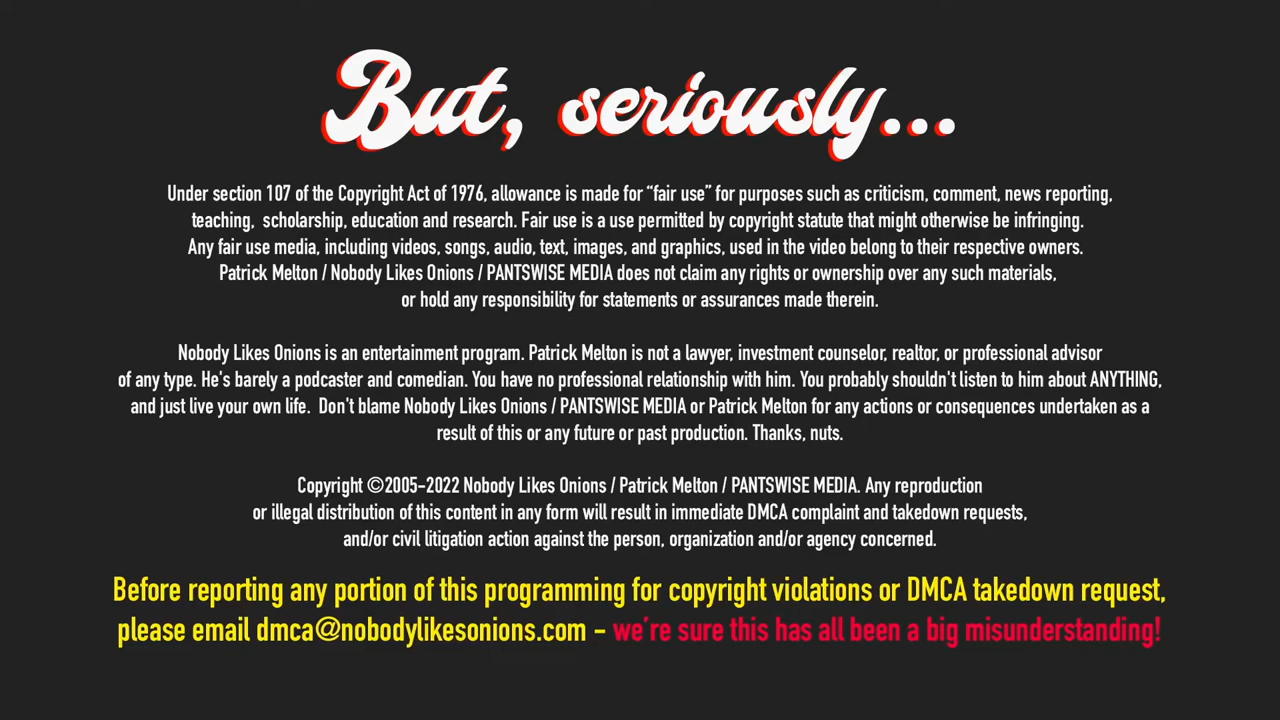 But, seriously...
Under section 107 of the Copyright Act of 1976, allowance is made for “fair use” for purposes such as criticism, comment, news reporting,
teaching,  scholarship, education and research. Fair use is a use permitted by copyright statute that might otherwise be infringing.
Any fair use media, including videos, songs, audio, text, images, and graphics, used in the video belong to their respective owners.
Patrick Melton / Nobody Likes Onions / PANTSWISE MEDIA does not claim any rights or ownership over any such materials,
or hold any responsibility for statements or assurances made therein.
Nobody Likes Onions is an entertainment program. Patrick Melton is not a lawyer, investment counselor, realtor, or professional advisor
of any type. He's barely a podcaster and comedian. You have no professional relationship with him. You probably shouldn't listen to him about ANYTHING,
and just live your own life.  Don't blame Nobody Likes Onions / PANTSWISE MEDIA or Patrick Melton for any actions or consequences undertaken as a
result of this or any future or past production. Thanks, nuts.
Copyright ©2005-2022 Nobody Likes Onions / Patrick Melton / PANTSWISE MEDIA. Any reproduction
or illegal distribution of this content in any form will result in immediate DMCA complaint and takedown requests,
and/or civil litigation action against the person, organization and/or agency concerned.
Before reporting any portion of this programming for copyright violations or DMCA takedown request,
please email dmca@nobodylikesonions.com - we're sure this has all been a big misunderstanding!